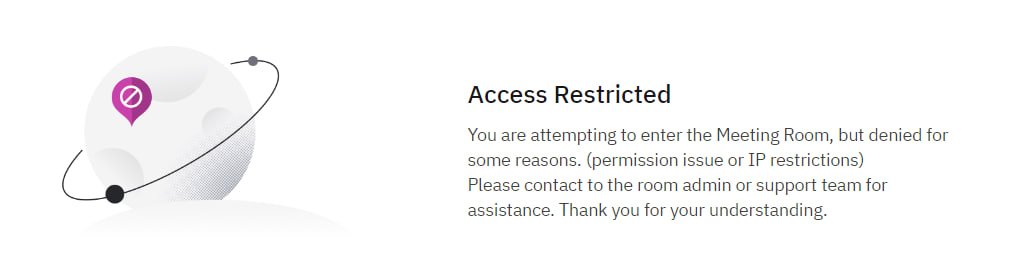 Access Restricted
You are attempting to enter the Meeting Room, but denied for
some reasons. (permission issue or IP restrictions)
Please contact to the room admin or support team for
assistance. Thank you for your understanding.